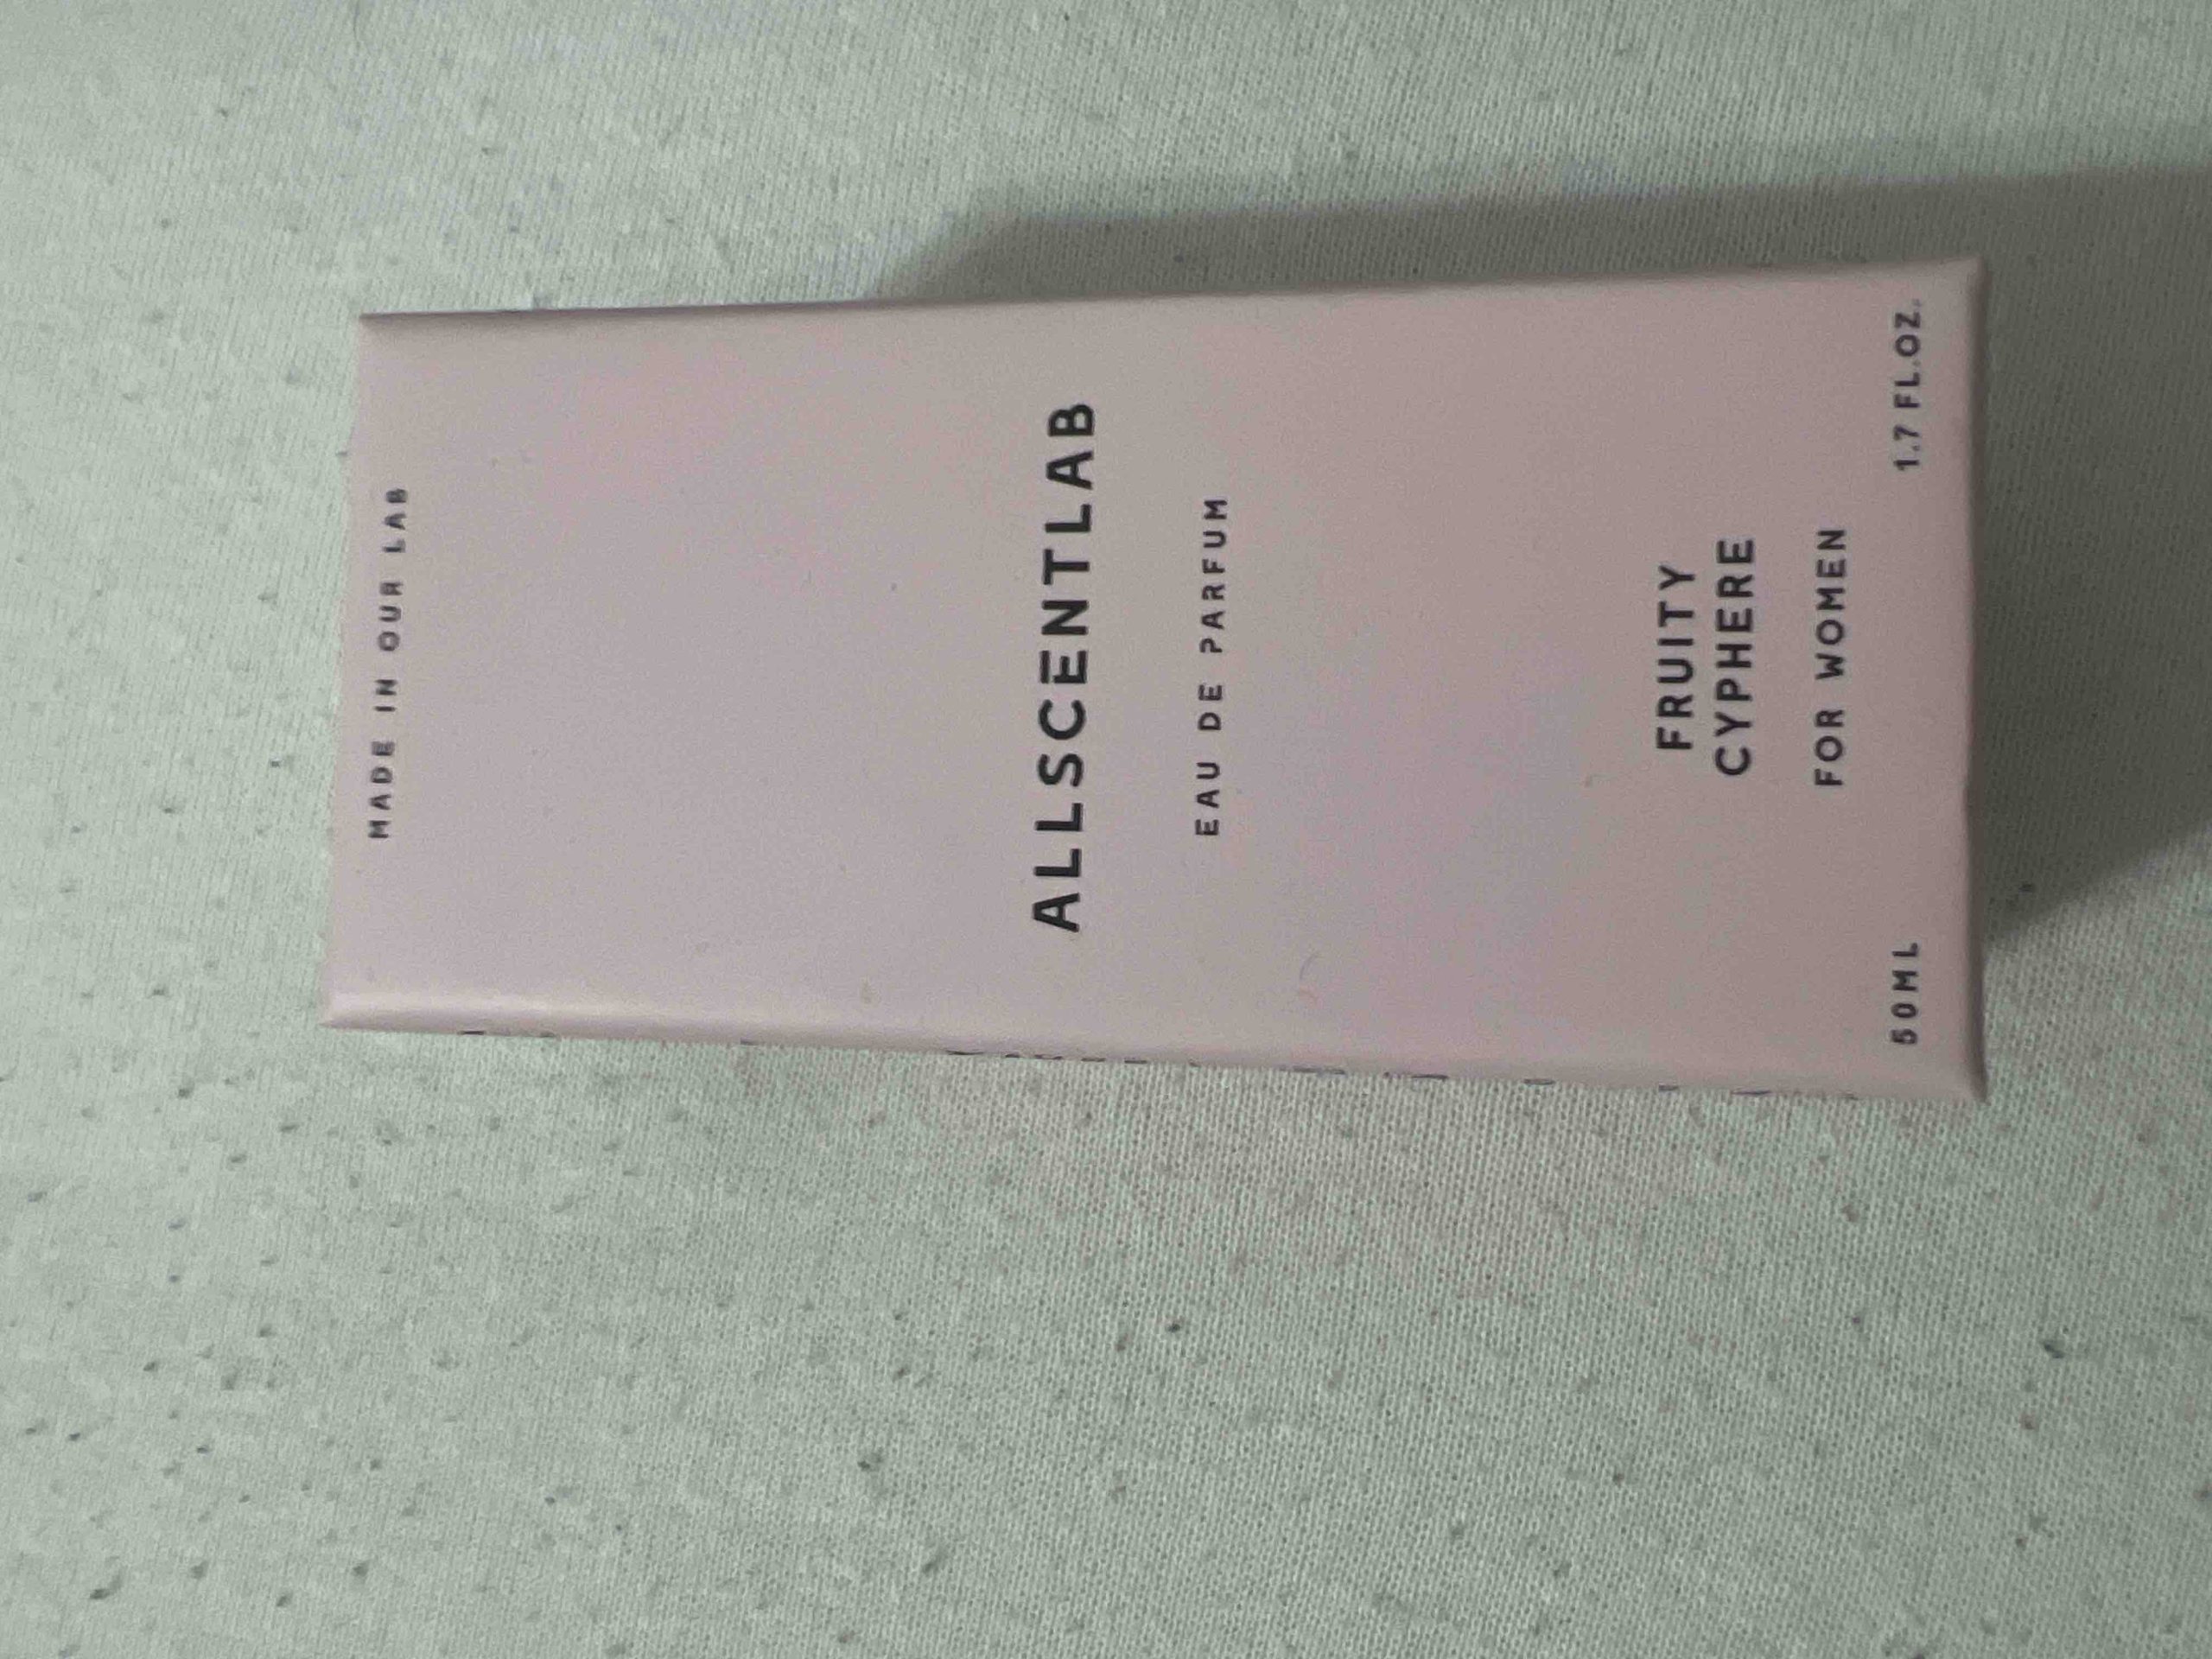 MADE IN OUR LAB
ALLSCENTLAB
EAU DE PARFUM
FRUITY
CYPHERE
FOR WOMEN
50ML 1.7 FL.OZ.